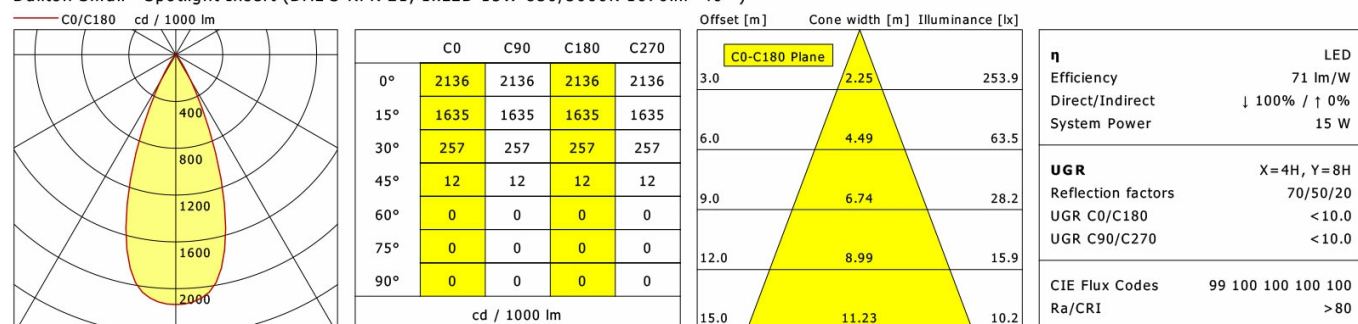 C0/C180 cd / 1000 lm
400
800
1200
1600
2000
C0 C90 C180 C270
0° 2136 2136 2136 2136
15° 1635 1635 1635 1635
30° 257 257 257 257
45° 12 12 12 12
60° 0 0 0 0
75° 0 0 0 0
90° 0 0 0 0
cd / 1000 lm
Offset [m] Cone width [m] Illuminance [lx]
C0-C180 Plane
3.0 2.25 253.9
6.0 4.49 63.5
9.0 6.74 28.2
12.0 8.99 15.9
15.0 11.23 10.2
η LED
Efficiency 71 lm/W
Direct/Indirect ↓ 100% / ↑ 0%
System Power 15 W
UGR X=4H, Y=8H
Reflection factors 70/50/20
UGR C0/C180 <10.0
UGR C90/C270 <10.0
CIE Flux Codes 99 100 100 100 100
Ra/CRI >80